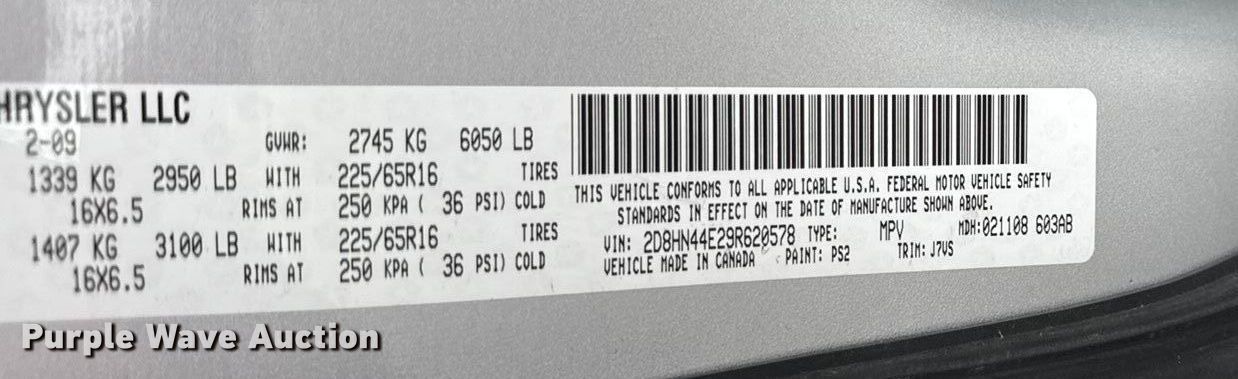 HRYSLER LLC
2-09 GVWR: 2745 KG 6050 LB
1339 KG 2950 LB WITH 225/65R16 TIRES
16X6.5 RIMS AT 250 KPA ( 36 PSI) COLD
1407 KG 3100 LB WITH 225/65R16 TIRES
16X6.5 RIMS AT 250 KPA ( 36 PSI) COLD
THIS VEHICLE CONFORMS TO ALL APPLICABLE U.S.A. FEDERAL MOTOR VEHICLE SAFETY
STANDARDS IN EFFECT ON THE DATE OF MANUFACTURE SHOWN ABOVE.
VIN: 2D8HN44E29R620578 TYPE: MPV MDH:021108 603AB
VEHICLE MADE IN CANADA PAINT: PS2 TRIM: J7VS
Purple Wave Auction